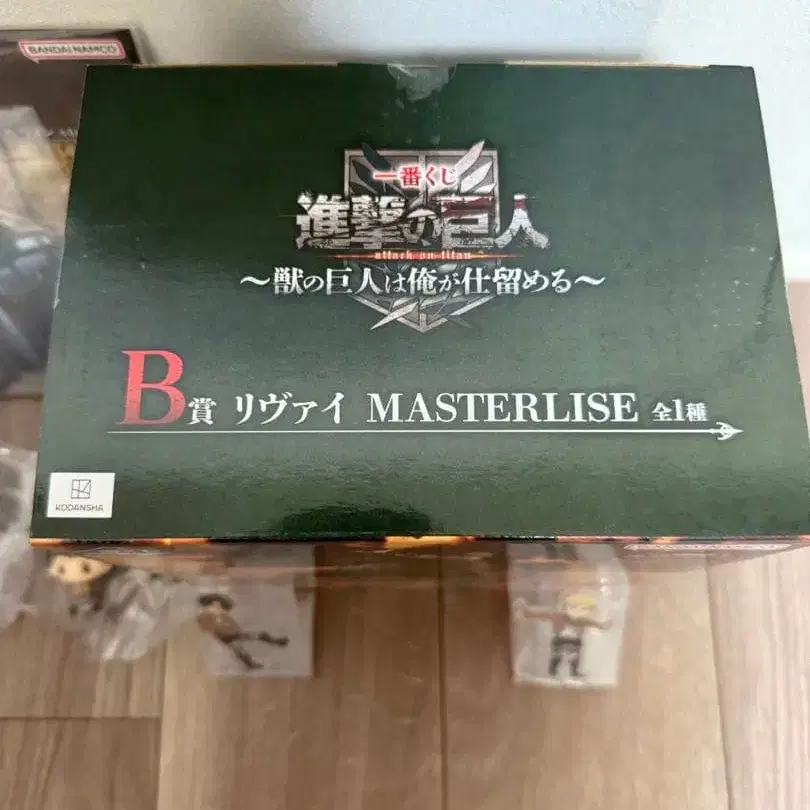 BANDAI NAMCO
一番くじ
進撃の巨人
attack on titan
～獣の巨人は俺が仕留める～
B賞 リヴァイ MASTERLISE 全1種
KODANSHA